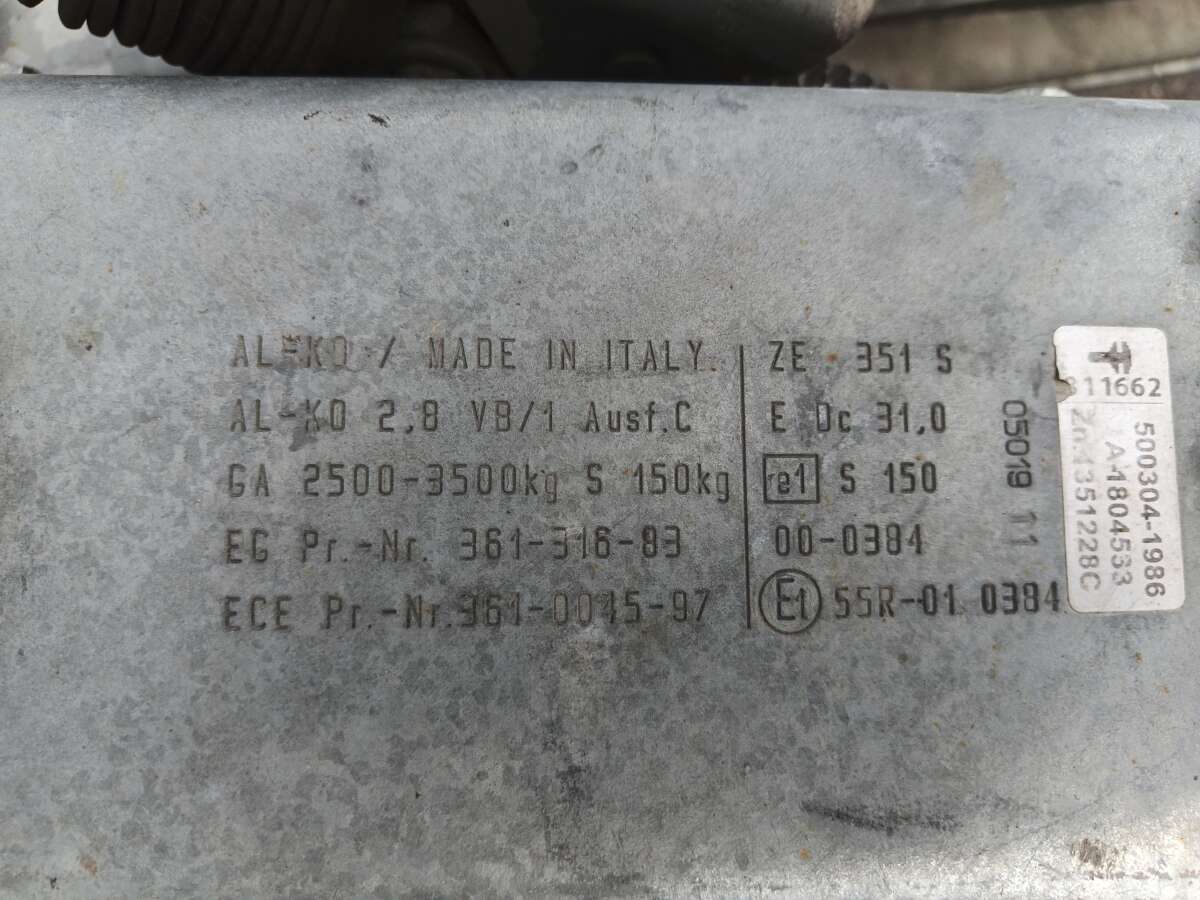 AL-KO / MADE IN ITALY.
AL-KO 2,8 VB/1 Ausf.C
GA 2500-3500kg S 150kg
EG Pr.-Nr. 361-316-83
ECE Pr.-Nr.361-0015-97
ZE 351 S
E Dc 31,0
e1 S 150
00-0384
E1 55R-01 0384
05019 11
311662
500304-1986
A-1804533
Zn.1351228C